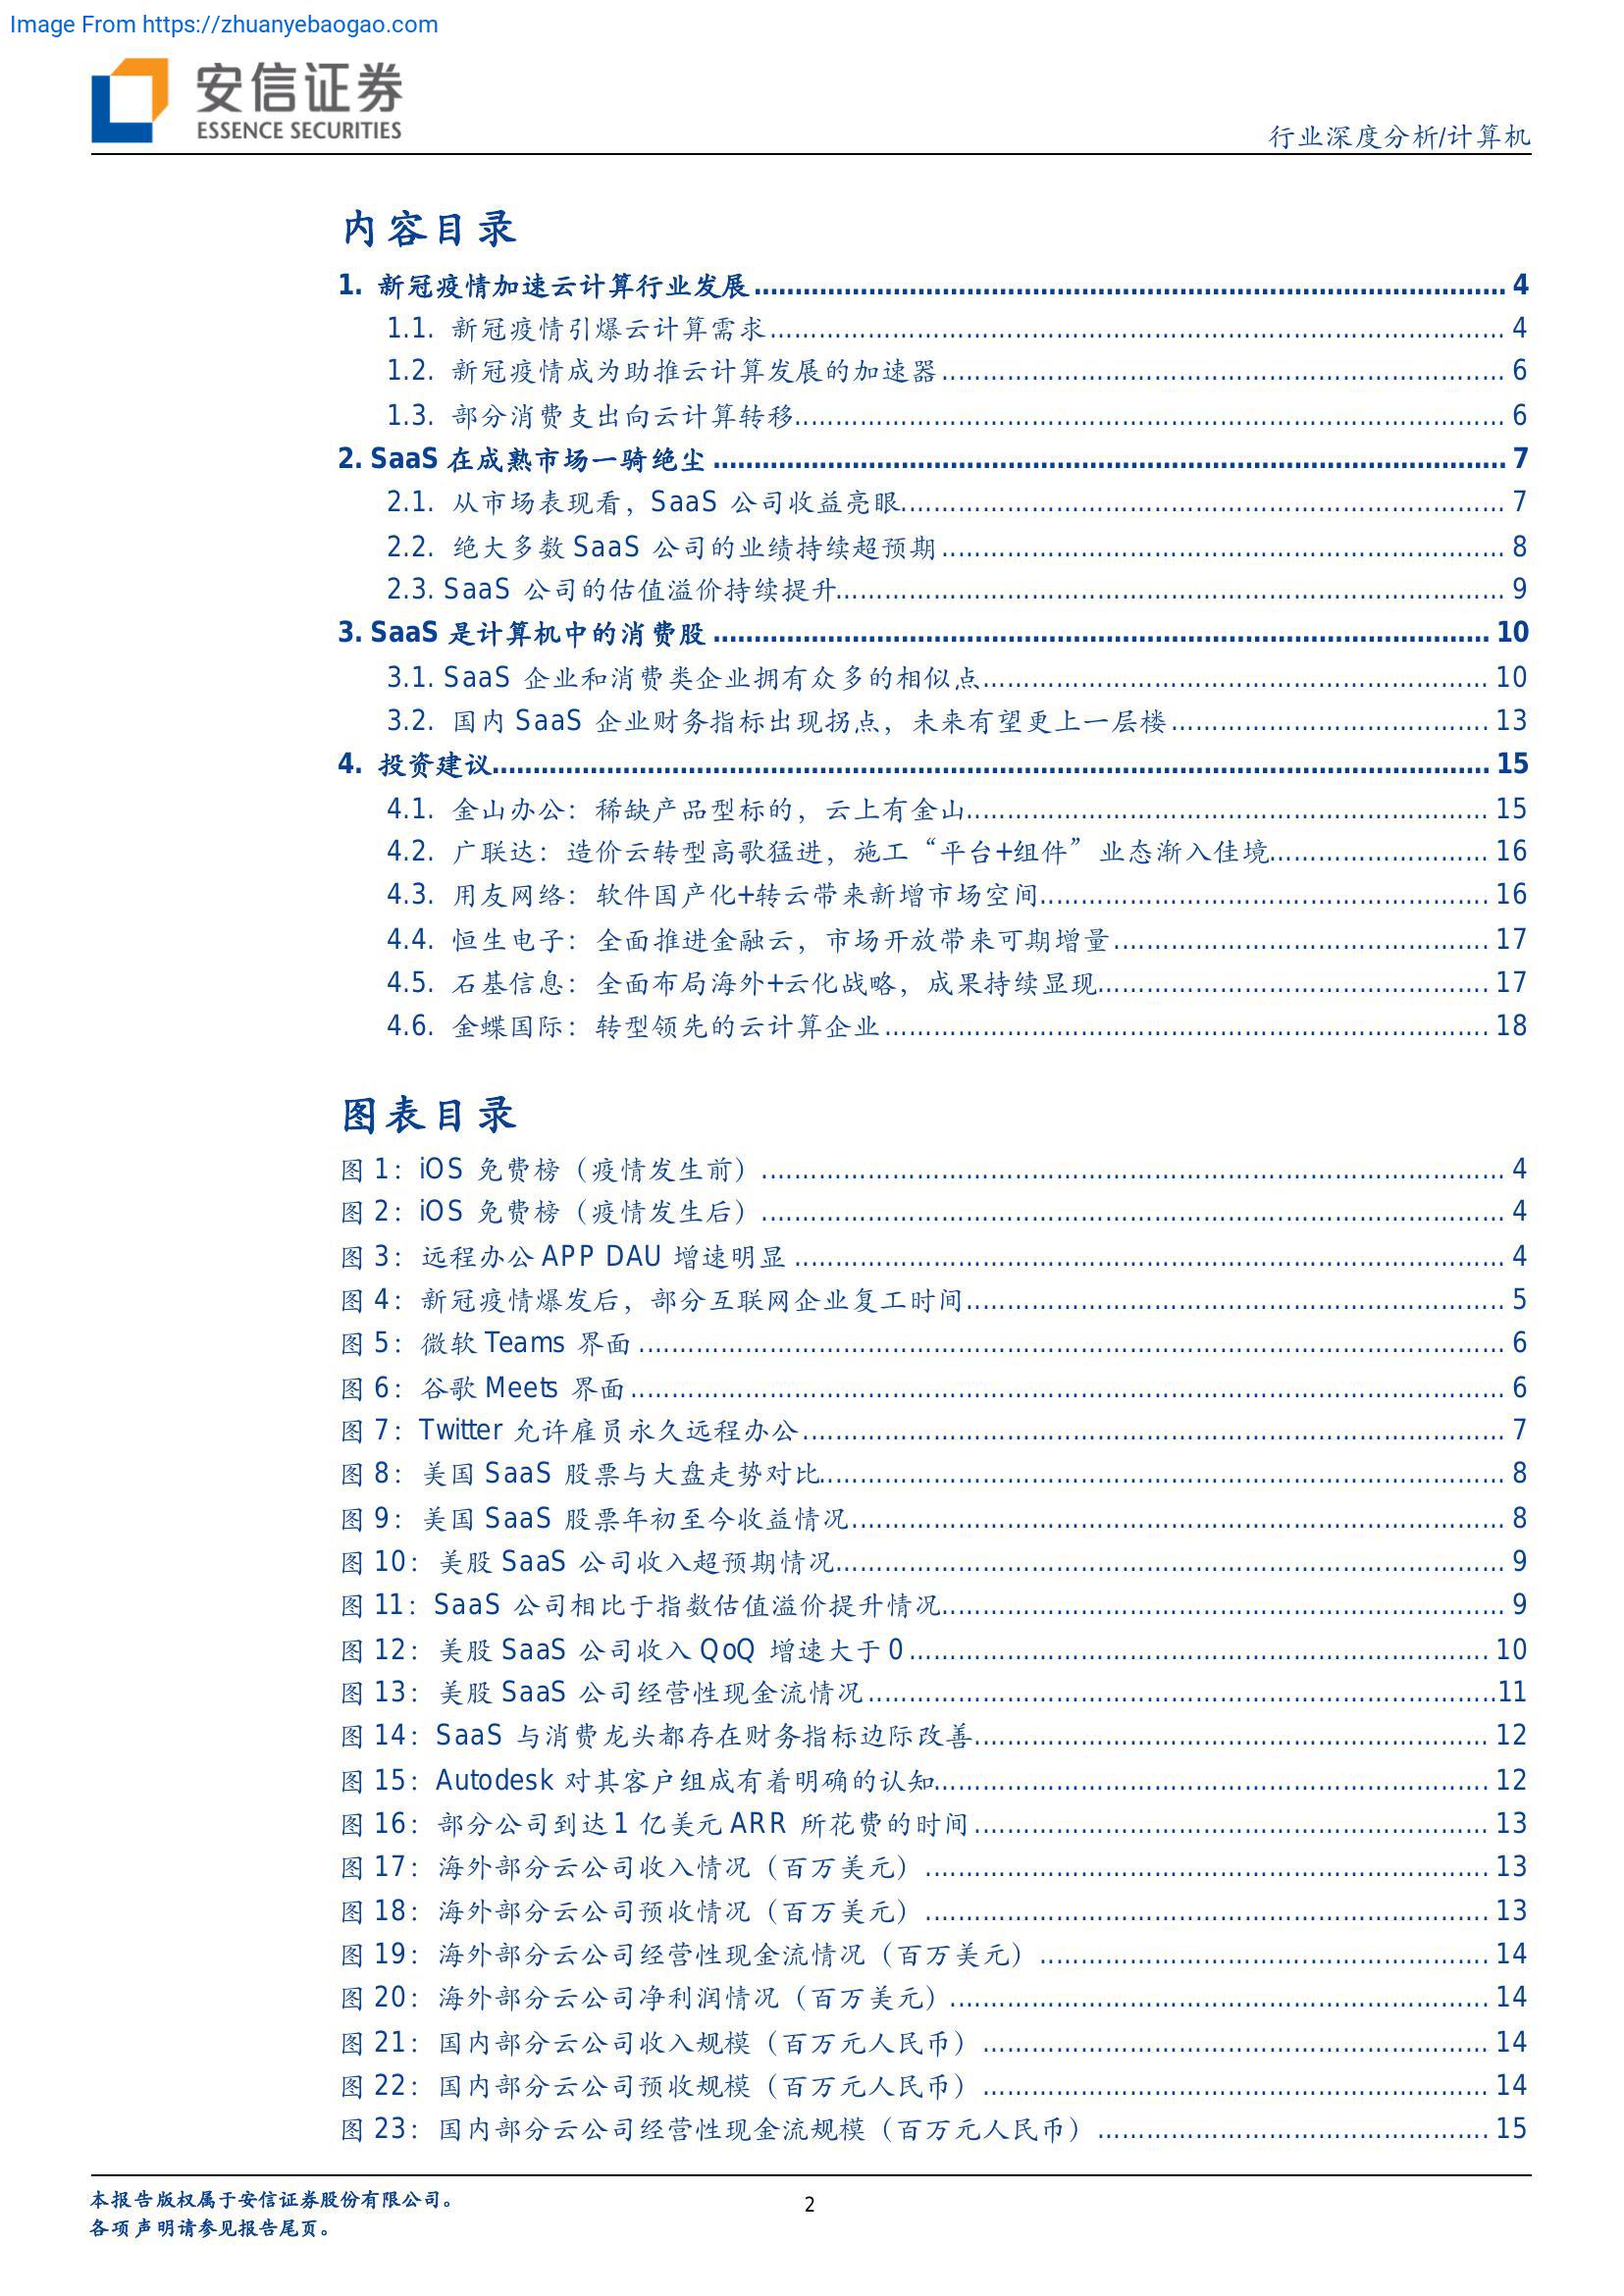 Image From https://zhuanyebaogao.com
安信证券
ESSENCE SECURITIES
行业深度分析/计算机
内容目录
1. 新冠疫情加速云计算行业发展 4
1.1. 新冠疫情引爆云计算需求 4
1.2. 新冠疫情成为助推云计算发展的加速器 6
1.3. 部分消费支出向云计算转移 6
2. SaaS 在成熟市场一骑绝尘 7
2.1. 从市场表现看，SaaS 公司收益亮眼 7
2.2. 绝大多数 SaaS 公司的业绩持续超预期 8
2.3. SaaS 公司的估值溢价持续提升 9
3. SaaS 是计算机中的消费股 10
3.1. SaaS 企业和消费类企业拥有众多的相似点 10
3.2. 国内 SaaS 企业财务指标出现拐点，未来有望更上一层楼 13
4. 投资建议 15
4.1. 金山办公：稀缺产品型标的，云上有金山 15
4.2. 广联达：造价云转型高歌猛进，施工“平台+组件”业态渐入佳境 16
4.3. 用友网络：软件国产化+转云带来新增市场空间 16
4.4. 恒生电子：全面推进金融云，市场开放带来可期增量 17
4.5. 石基信息：全面布局海外+云化战略，成果持续显现 17
4.6. 金蝶国际：转型领先的云计算企业 18
图表目录
图 1：iOS 免费榜（疫情发生前） 4
图 2：iOS 免费榜（疫情发生后） 4
图 3：远程办公 APP DAU 增速明显 4
图 4：新冠疫情爆发后，部分互联网企业复工时间 5
图 5：微软 Teams 界面 6
图 6：谷歌 Meets 界面 6
图 7：Twitter 允许雇员永久远程办公 7
图 8：美国 SaaS 股票与大盘走势对比 8
图 9：美国 SaaS 股票年初至今收益情况 8
图 10：美股 SaaS 公司收入超预期情况 9
图 11：SaaS 公司相比于指数估值溢价提升情况 9
图 12：美股 SaaS 公司收入 QoQ 增速大于 0 10
图 13：美股 SaaS 公司经营性现金流情况 11
图 14：SaaS 与消费龙头都存在财务指标边际改善 12
图 15：Autodesk 对其客户组成有着明确的认知 12
图 16：部分公司到达 1 亿美元 ARR 所花费的时间 13
图 17：海外部分云公司收入情况（百万美元） 13
图 18：海外部分云公司预收情况（百万美元） 13
图 19：海外部分云公司经营性现金流情况（百万美元） 14
图 20：海外部分云公司净利润情况（百万美元） 14
图 21：国内部分云公司收入规模（百万元人民币） 14
图 22：国内部分云公司预收规模（百万元人民币） 14
图 23：国内部分云公司经营性现金流规模（百万元人民币） 15
本报告版权属于安信证券股份有限公司。
各项声明请参见报告尾页。
2